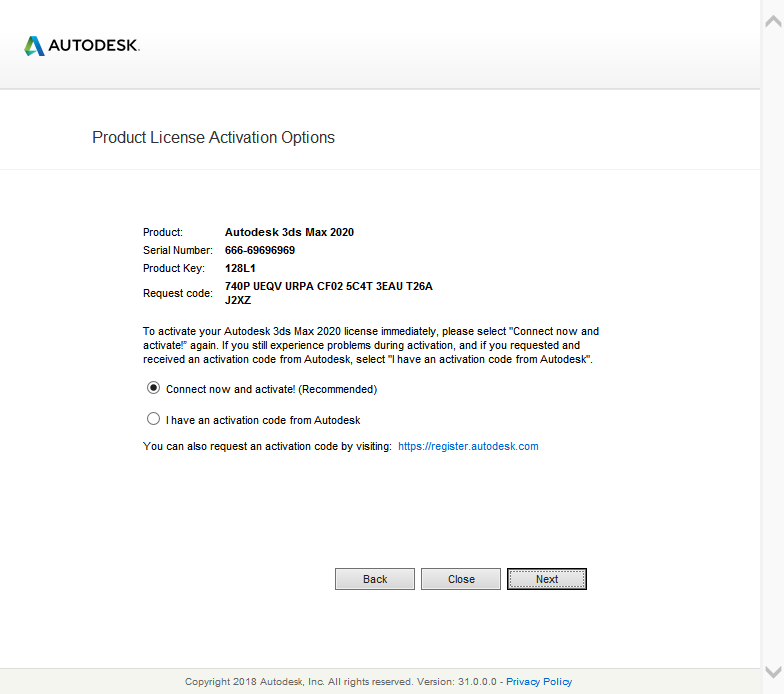 AUTODESK.
Product License Activation Options
Product: Autodesk 3ds Max 2020
Serial Number: 666-69696969
Product Key: 128L1
Request code: 740P UEQV URPA CF02 5C4T 3EAU T26A
J2XZ
To activate your Autodesk 3ds Max 2020 license immediately, please select "Connect now and
activate!" again. If you still experience problems during activation, and if you requested and
received an activation code from Autodesk, select "I have an activation code from Autodesk".
Connect now and activate! (Recommended)
I have an activation code from Autodesk
You can also request an activation code by visiting: https://register.autodesk.com
Back Close Next
Copyright 2018 Autodesk, Inc. All rights reserved. Version: 31.0.0.0 - Privacy Policy